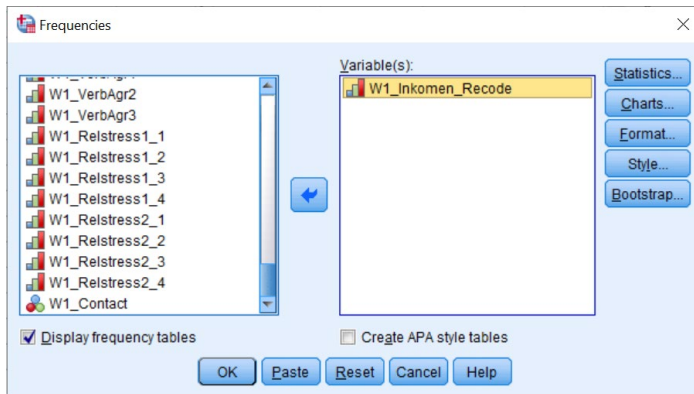 Frequencies
Variable(s):
W1_VerbAgr2
W1_VerbAgr3
W1_Relstress1_1
W1_Relstress1_2
W1_Relstress1_3
W1_Relstress1_4
W1_Relstress2_1
W1_Relstress2_2
W1_Relstress2_3
W1_Relstress2_4
W1_Contact
W1_Inkomen_Recode
Statistics...
Charts...
Format...
Style...
Bootstrap...
Display frequency tables
Create APA style tables
OK Paste Reset Cancel Help